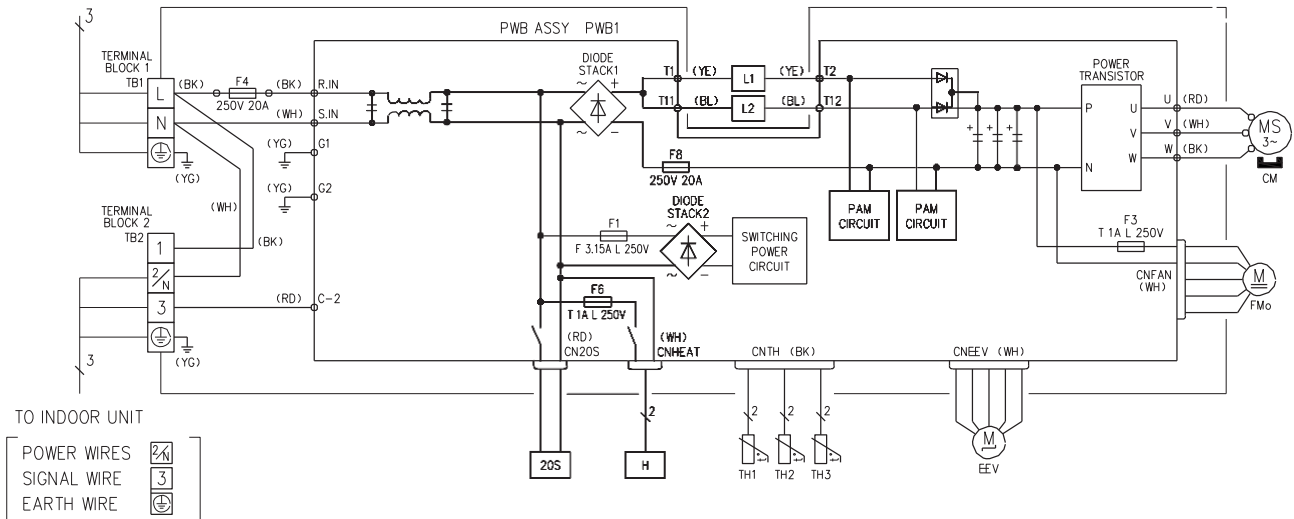 3
PWB ASSY PWB1
TERMINAL
BLOCK 1
TB1
L
N
(BK)
F4
250V 20A
(BK)
R.IN
(WH)
S.IN
(YG)
G1
(YG)
(YG)
G2
(WH)
(BK)
TERMINAL
BLOCK 2
TB2
1
2/N
3
(RD)
C-2
(YG)
3
DIODE
STACK1
~
+
~
−
T1
(YE)
L1
(YE)
T2
T11
(BL)
L2
(BL)
T12
F8
250V 20A
DIODE
STACK2
~
+
~
−
F1
F 3.15A L 250V
SWITCHING
POWER
CIRCUIT
F6
T 1A L 250V
PAM
CIRCUIT
PAM
CIRCUIT
+
+
+
POWER
TRANSISTOR
P
N
U
V
W
U (RD)
V (WH)
W (BK)
MS
3~
CM
F3
T 1A L 250V
CNFAN
(WH)
M
FMo
(RD)
CN20S
(WH)
CNHEAT
CNTH (BK)
CNEEV (WH)
2
2
2
2
20S
H
t
t
t
TH1
TH2
TH3
M
EEV
TO INDOOR UNIT
POWER WIRES 2/N
SIGNAL WIRE 3
EARTH WIRE